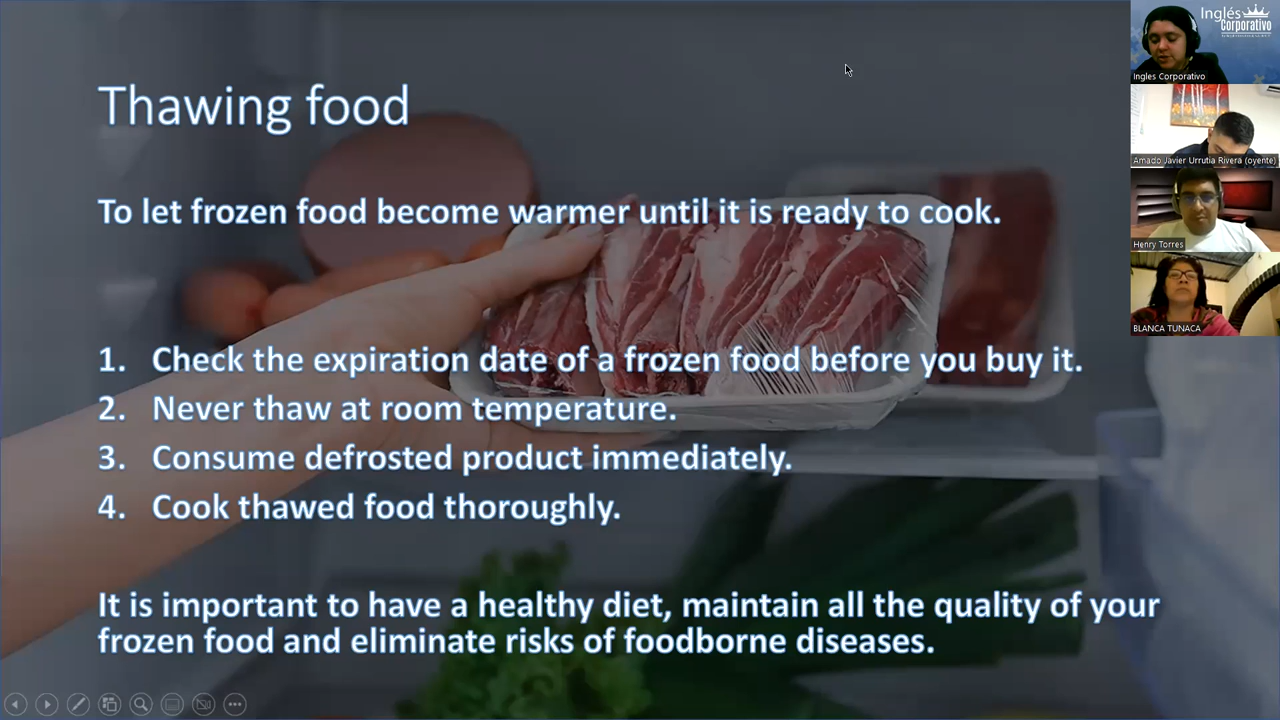 Thawing food
To let frozen food become warmer until it is ready to cook.
1. Check the expiration date of a frozen food before you buy it.
2. Never thaw at room temperature.
3. Consume defrosted product immediately.
4. Cook thawed food thoroughly.
It is important to have a healthy diet, maintain all the quality of your
frozen food and eliminate risks of foodborne diseases.
Inglés
Corporativo
Ingles Corporativo
Amado Javier Urrutia Rivera (oyente)
Henry Torres
BLANCA TUNACA